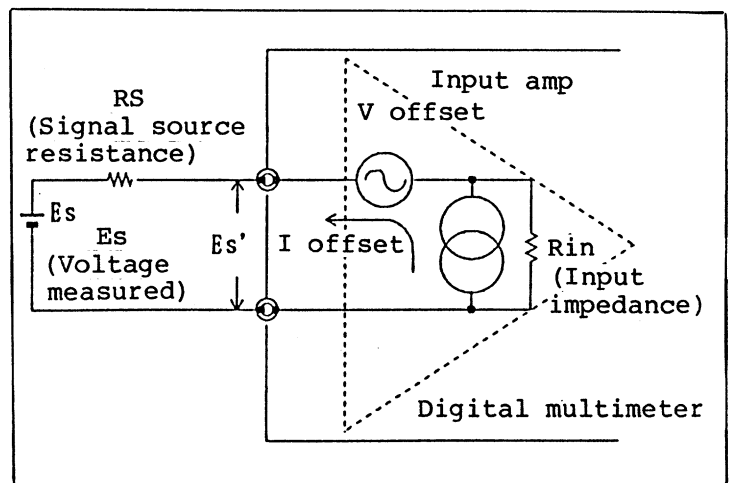 Input amp
RS
(Signal source
resistance)
V offset
Es
Es
(Voltage
measured)
Es'
I offset
Rin
(Input
impedance)
Digital multimeter